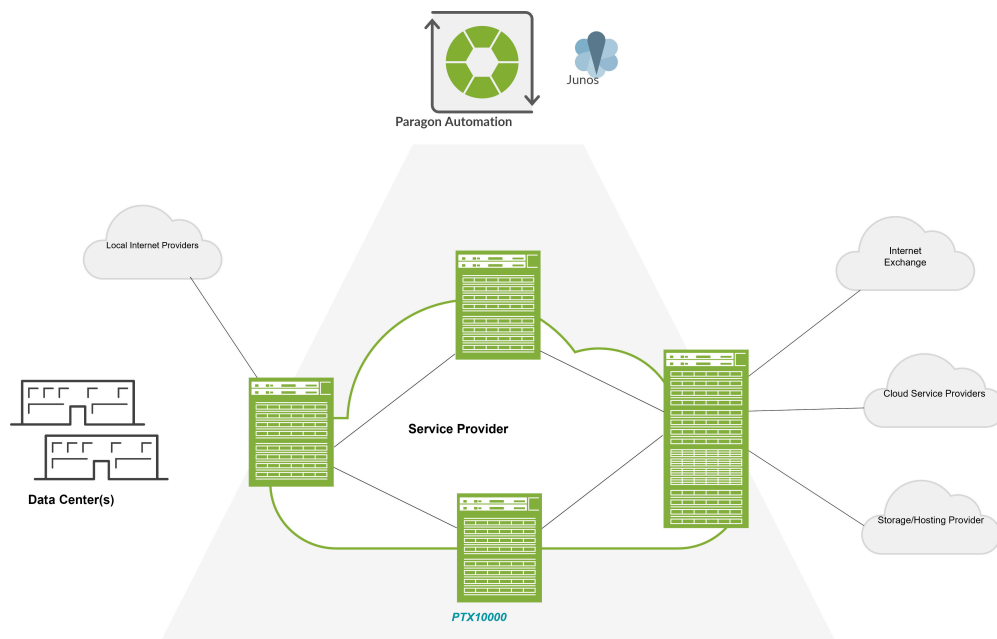 Junos
Paragon Automation
Local Internet Providers
Internet
Exchange
Cloud Service Providers
Service Provider
Data Center(s)
Storage/Hosting Provider
PTX10000